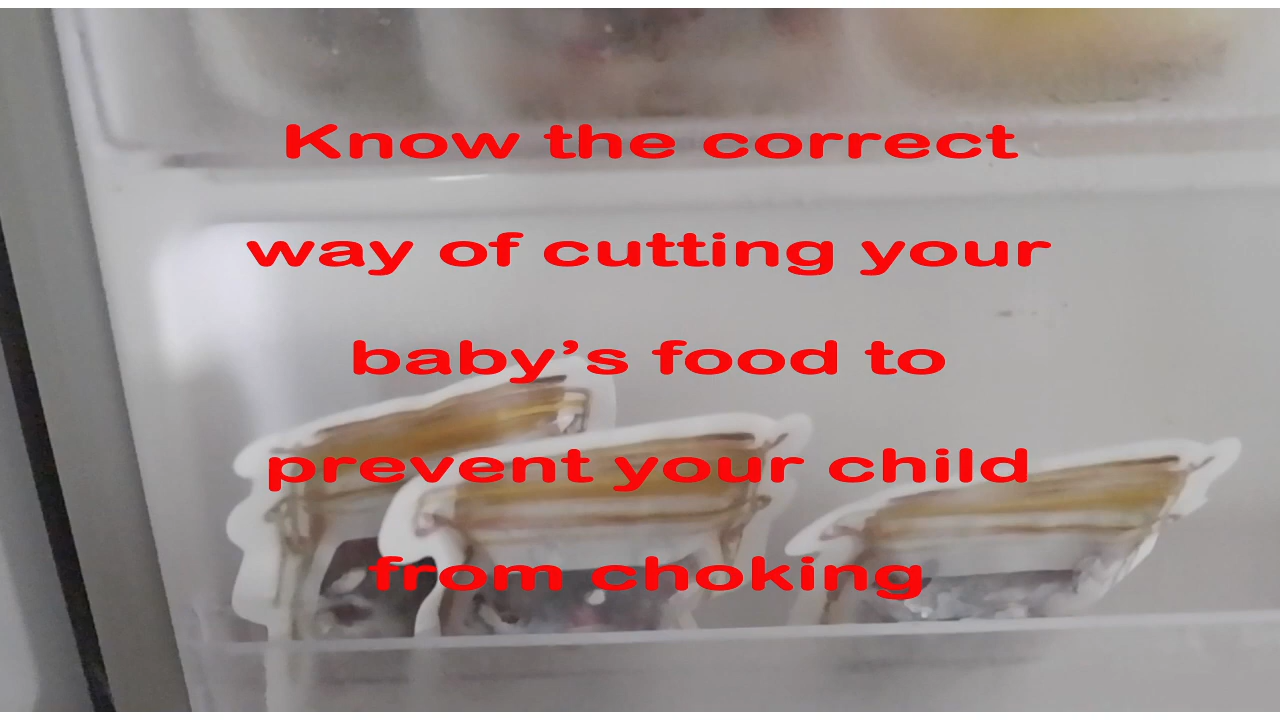 Know the correct
way of cutting your
baby’s food to
prevent your child
from choking